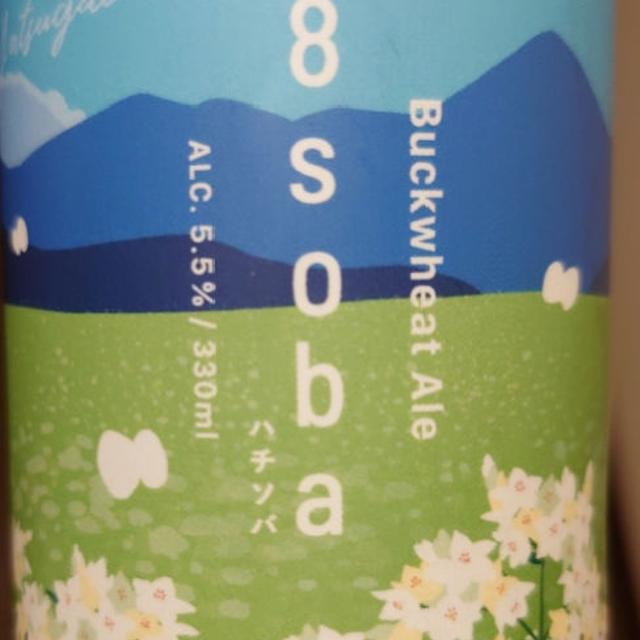 8soba
Buckwheat Ale
ALC. 5.5% / 330ml
ハチソバ